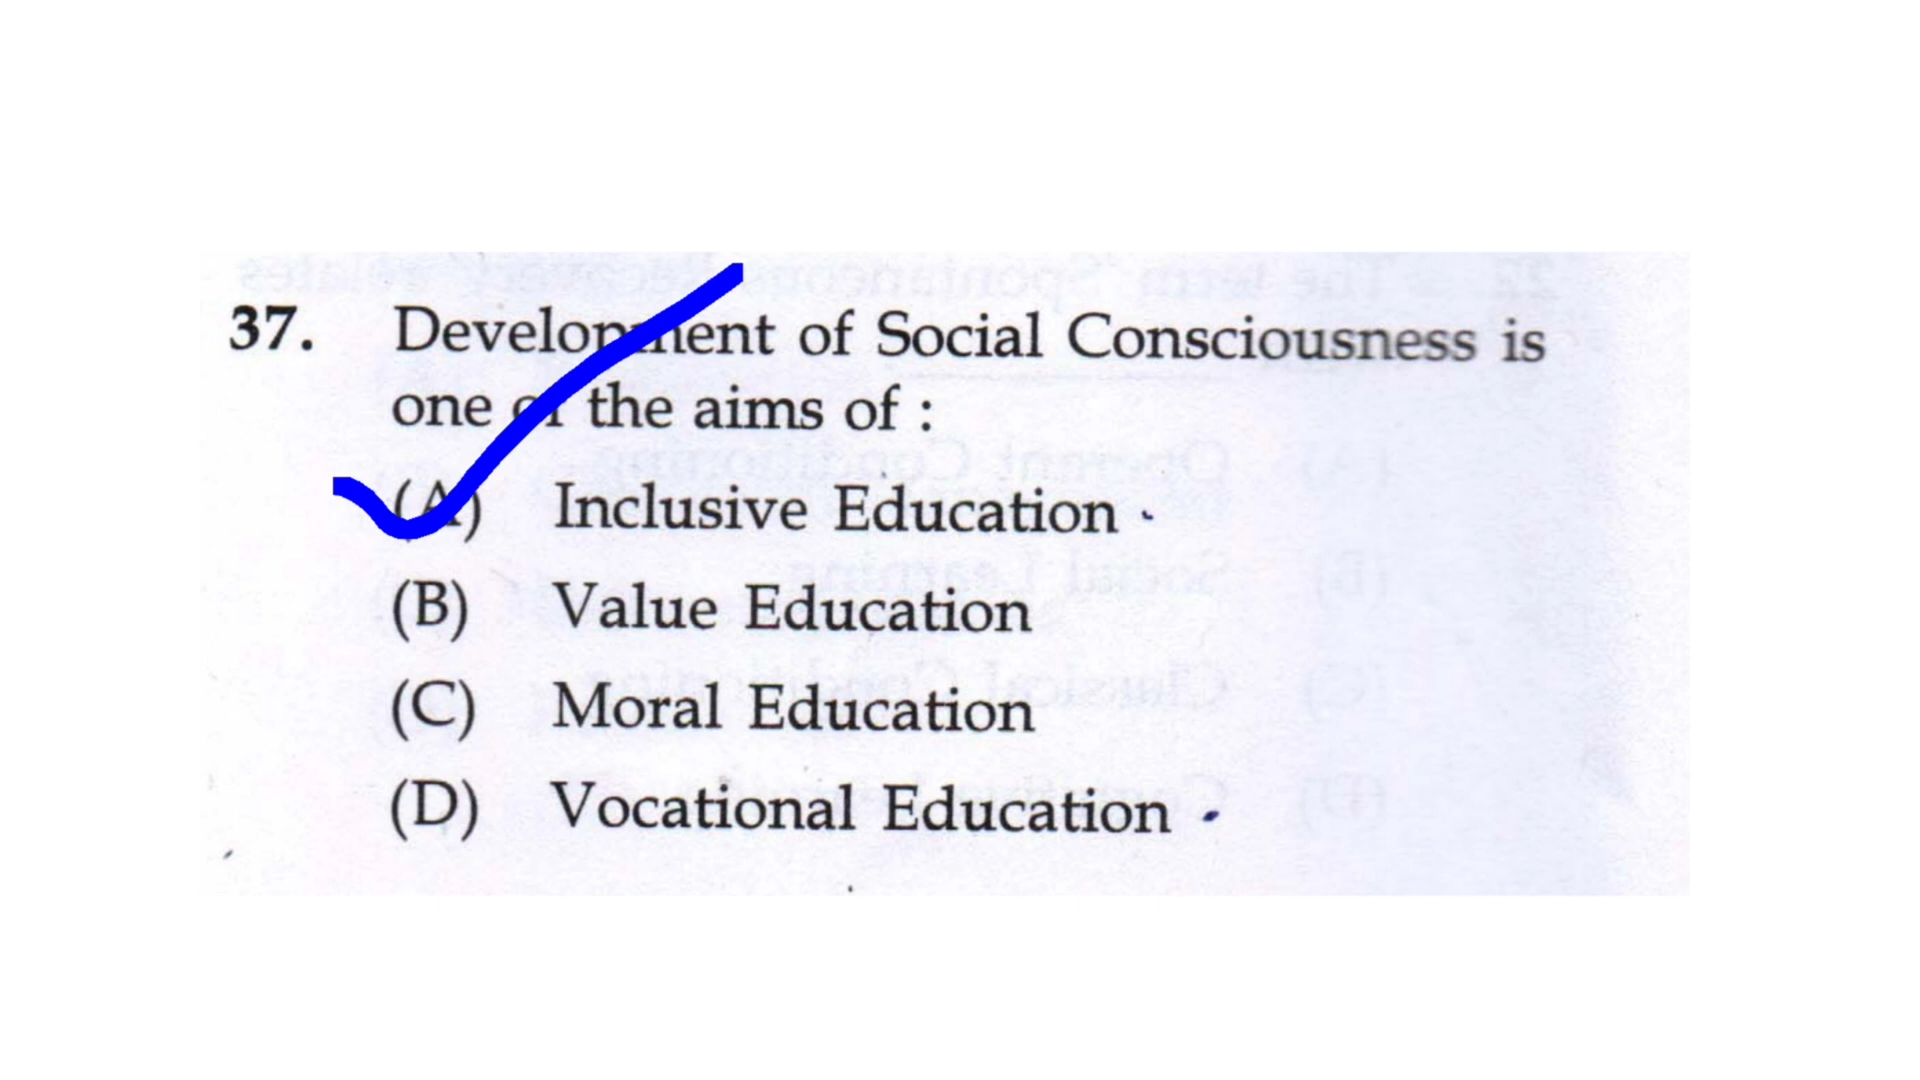 37. Development of Social Consciousness is
one of the aims of :
(A) Inclusive Education
(B) Value Education
(C) Moral Education
(D) Vocational Education